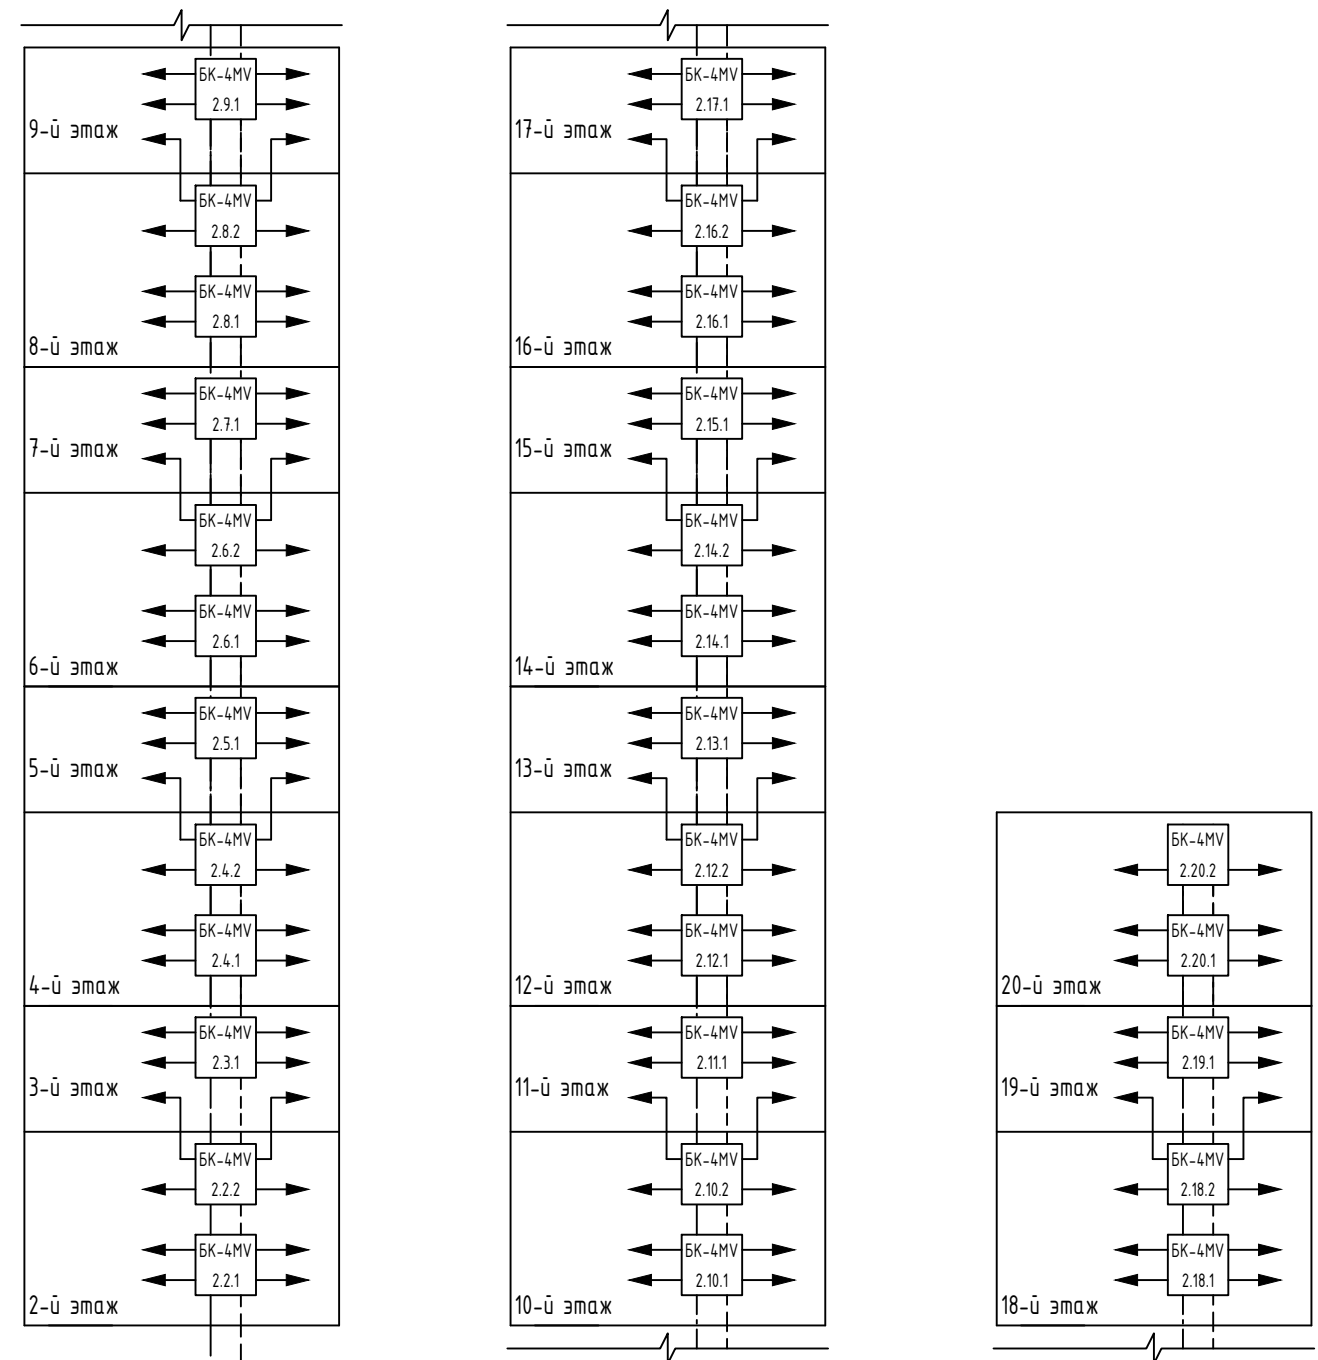 БК-4MV
2.9.1
9-й этаж
БК-4MV
2.8.2
БК-4MV
2.8.1
8-й этаж
БК-4MV
2.7.1
7-й этаж
БК-4MV
2.6.2
БК-4MV
2.6.1
6-й этаж
БК-4MV
2.5.1
5-й этаж
БК-4MV
2.4.2
БК-4MV
2.4.1
4-й этаж
БК-4MV
2.3.1
3-й этаж
БК-4MV
2.2.2
БК-4MV
2.2.1
2-й этаж
БК-4MV
2.17.1
17-й этаж
БК-4MV
2.16.2
БК-4MV
2.16.1
16-й этаж
БК-4MV
2.15.1
15-й этаж
БК-4MV
2.14.2
БК-4MV
2.14.1
14-й этаж
БК-4MV
2.13.1
13-й этаж
БК-4MV
2.12.2
БК-4MV
2.12.1
12-й этаж
БК-4MV
2.11.1
11-й этаж
БК-4MV
2.10.2
БК-4MV
2.10.1
10-й этаж
БК-4MV
2.20.2
БК-4MV
2.20.1
20-й этаж
БК-4MV
2.19.1
19-й этаж
БК-4MV
2.18.2
БК-4MV
2.18.1
18-й этаж